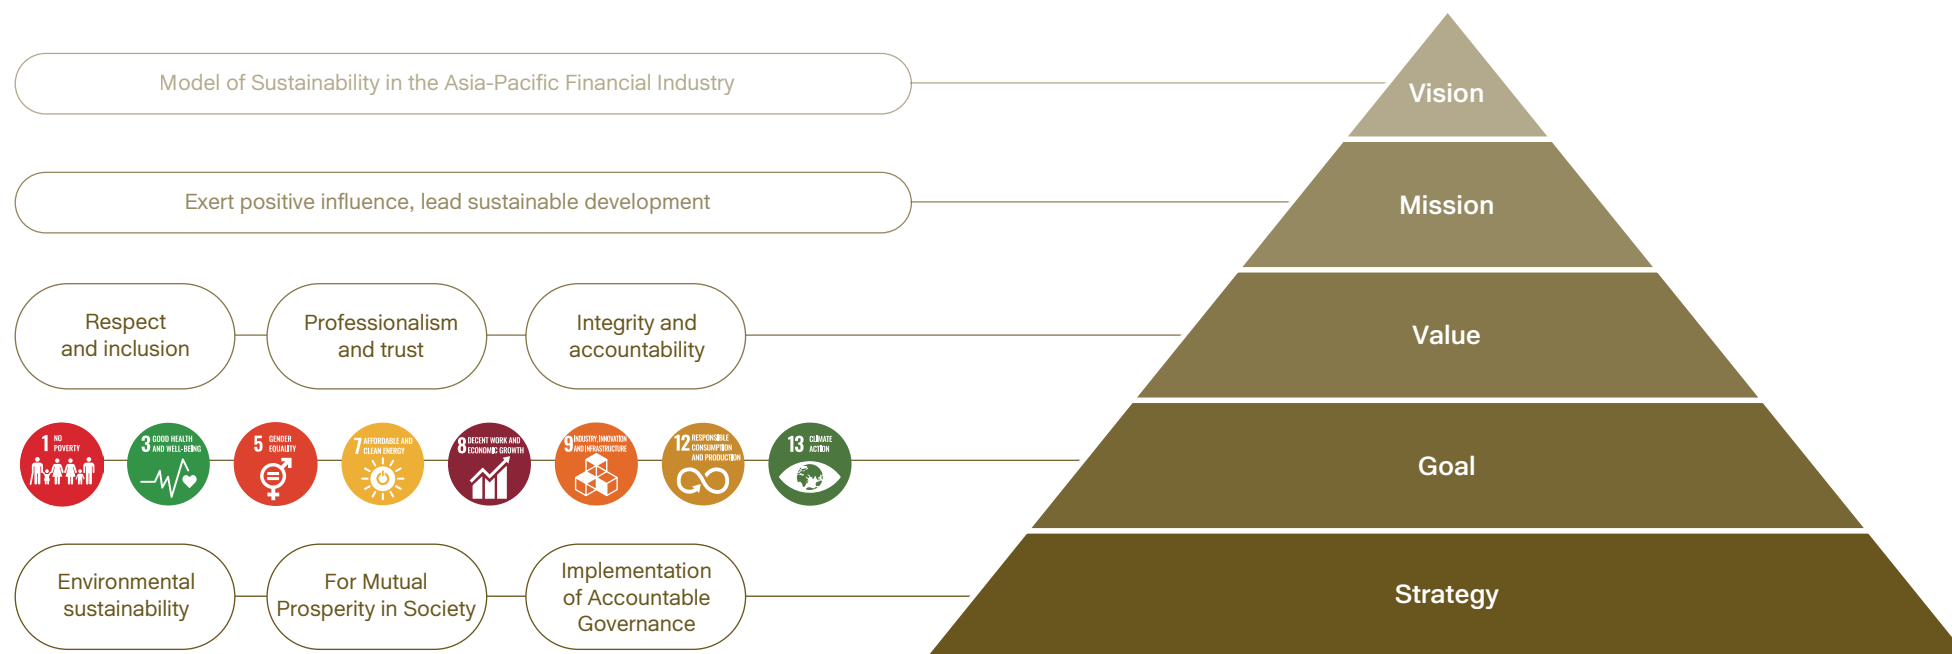 Model of Sustainability in the Asia-Pacific Financial Industry
Vision
Exert positive influence, lead sustainable development
Mission
Respect
and inclusion
Professionalism
and trust
Integrity and
accountability
Value
1 NO
POVERTY
3 GOOD HEALTH
AND WELL-BEING
5 GENDER
EQUALITY
7 AFFORDABLE AND
CLEAN ENERGY
8 DECENT WORK AND
ECONOMIC GROWTH
9 INDUSTRY, INNOVATION
AND INFRASTRUCTURE
12 RESPONSIBLE
CONSUMPTION
AND PRODUCTION
13 CLIMATE
ACTION
Goal
Environmental
sustainability
For Mutual
Prosperity in Society
Implementation
of Accountable
Governance
Strategy